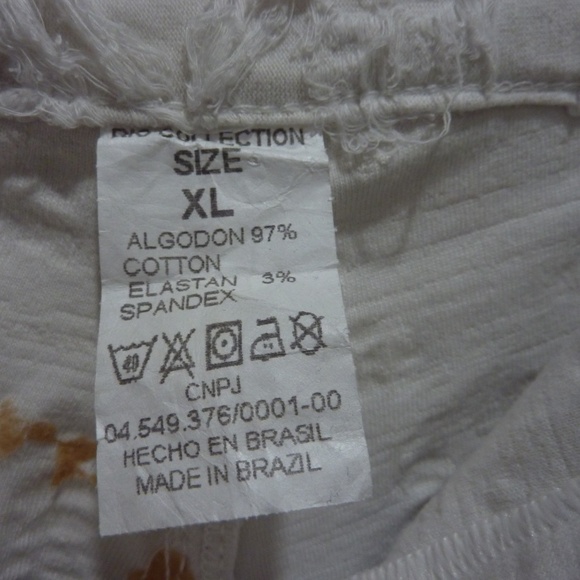 RIO COLLECTION
SIZE
XL
ALGODON 97%
COTTON
ELASTAN 3%
SPANDEX
40
CNPJ
04.549.376/0001-00
HECHO EN BRASIL
MADE IN BRAZIL